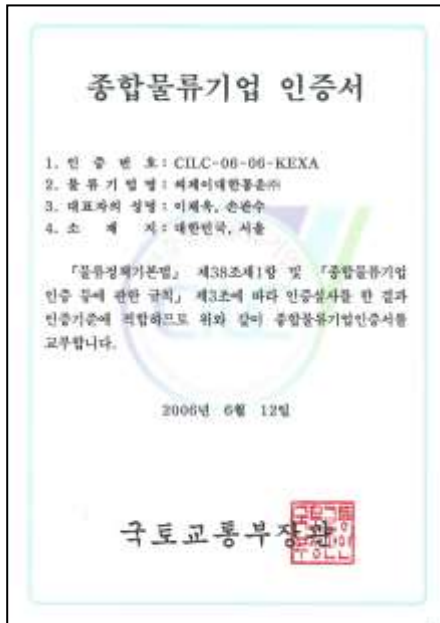 종합물류기업 인증서
1. 인 증 번 호 : CILC-06-06-KEXA
2. 물 류 기 업 명 : 씨제이대한통운㈜
3. 대표자의 성명 : 이채욱, 손관수
4. 소 재 지 : 대한민국, 서울
「물류정책기본법」 제38조제1항 및 「종합물류기업
인증 등에 관한 규칙」 제3조에 따라 인증심사를 한 결과
인증기준에 적합하므로 위와 같이 종합물류기업인증서를
교부합니다.
2006년 6월 12일
국토교통부장관